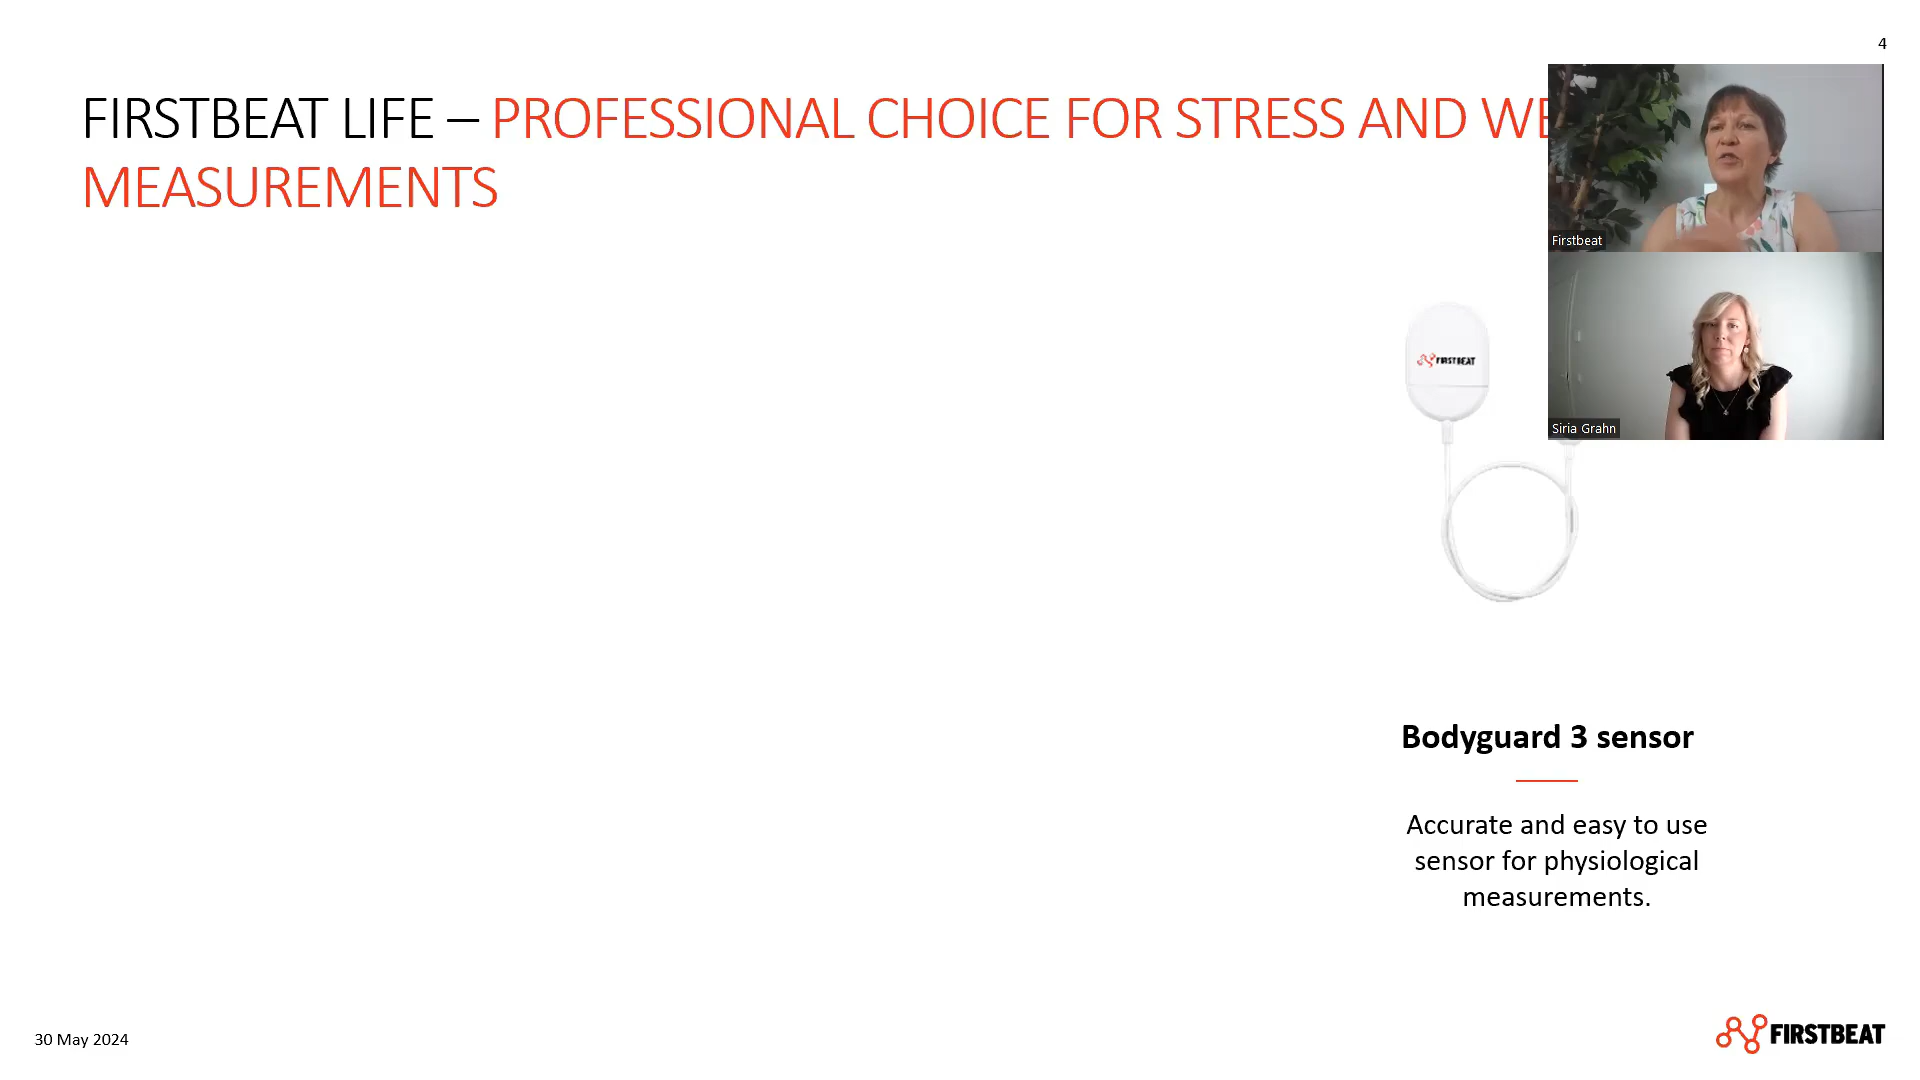 4
FIRSTBEAT LIFE – PROFESSIONAL CHOICE FOR STRESS AND
MEASUREMENTS
Firstbeat
FIRSTBEAT
Siria Grahn
Bodyguard 3 sensor
Accurate and easy to use
sensor for physiological
measurements.
30 May 2024
FIRSTBEAT